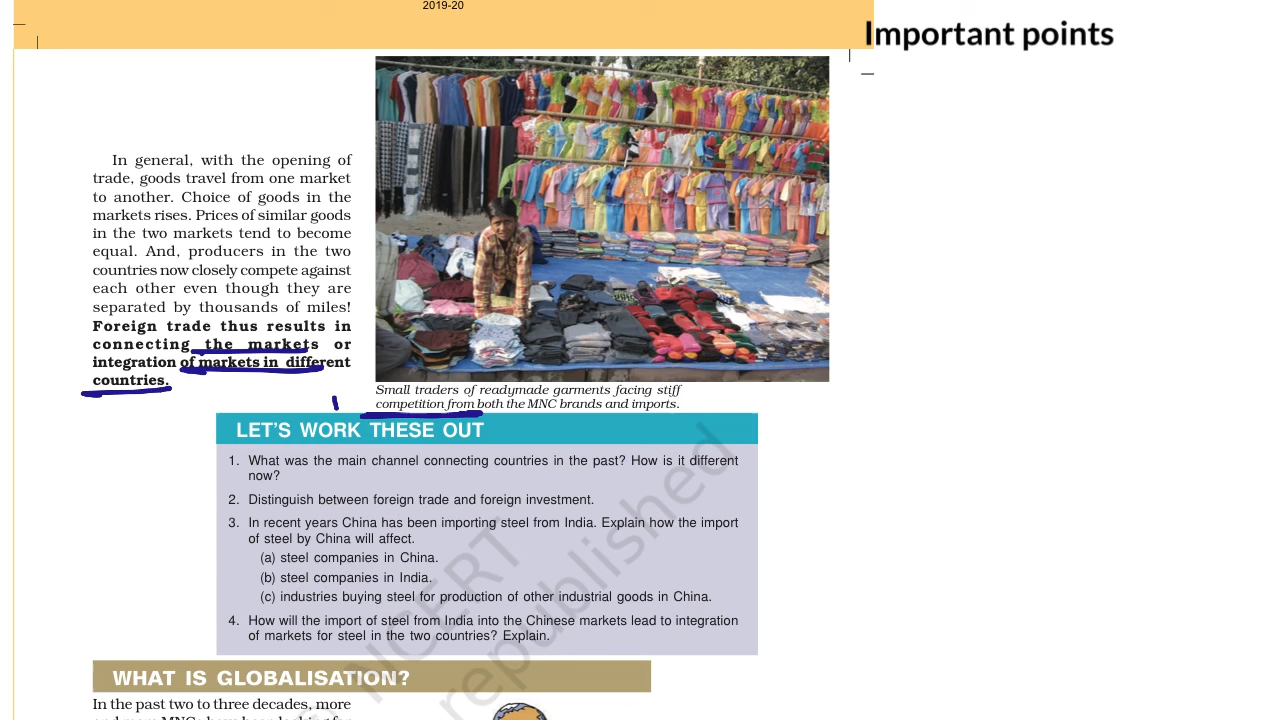 2019-20
Important points
In general, with the opening of
trade, goods travel from one market
to another. Choice of goods in the
markets rises. Prices of similar goods
in the two markets tend to become
equal. And, producers in the two
countries now closely compete against
each other even though they are
separated by thousands of miles!
Foreign trade thus results in
connecting the markets or
integration of markets in different
countries.
Small traders of readymade garments facing stiff
competition from both the MNC brands and imports.
LET'S WORK THESE OUT
1. What was the main channel connecting countries in the past? How is it different
now?
2. Distinguish between foreign trade and foreign investment.
3. In recent years China has been importing steel from India. Explain how the import
of steel by China will affect.
(a) steel companies in China.
(b) steel companies in India.
(c) industries buying steel for production of other industrial goods in China.
4. How will the import of steel from India into the Chinese markets lead to integration
of markets for steel in the two countries? Explain.
NCERT
republished
WHAT IS GLOBALISATION?
In the past two to three decades, more